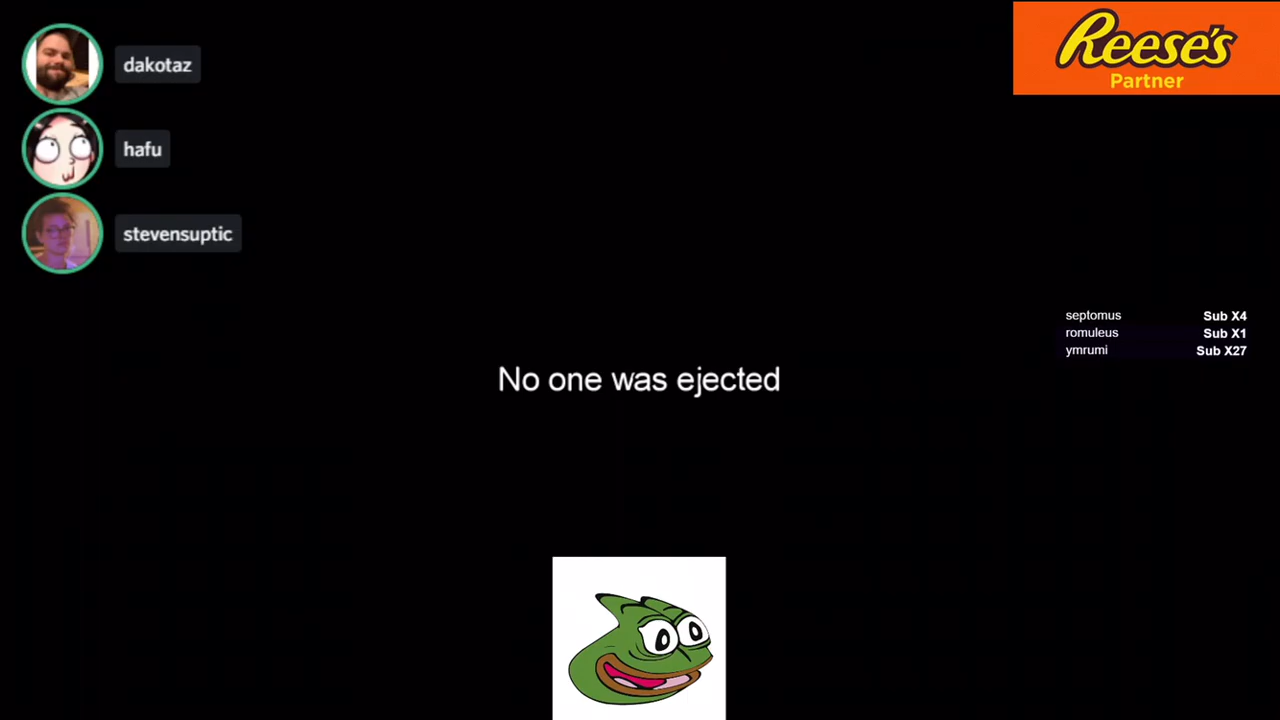 dakotaz
hafu
stevensuptic
Reese's
Partner
septomus Sub X4
romuleus Sub X1
ymrumi Sub X27
No one was ejected